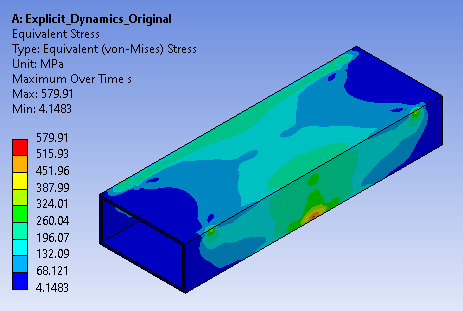 A: Explicit_Dynamics_Original
Equivalent Stress
Type: Equivalent (von-Mises) Stress
Unit: MPa
Maximum Over Time s
Max: 579.91
Min: 4.1483
579.91
515.93
451.96
387.99
324.01
260.04
196.07
132.09
68.121
4.1483